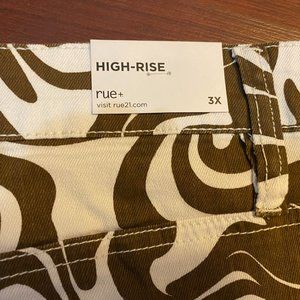 HIGH-RISE
rue+
visit rue21.com
3X